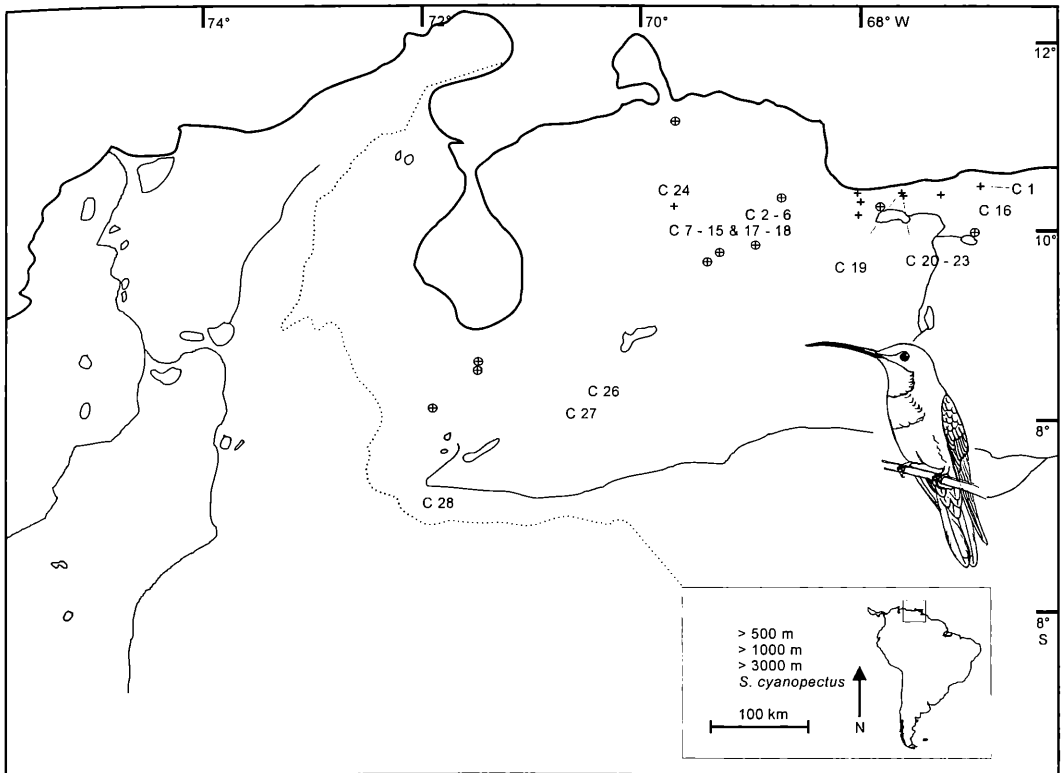 74°
72°
70°
68° W
12°
C 24
C 1
C 2 - 6
C 16
C 7 - 15 & 17 - 18
10°
C 19
C 20 - 23
C 26
C 27
8°
C 28
8°
S
> 500 m
> 1000 m
> 3000 m
S. cyanopectus
100 km
N